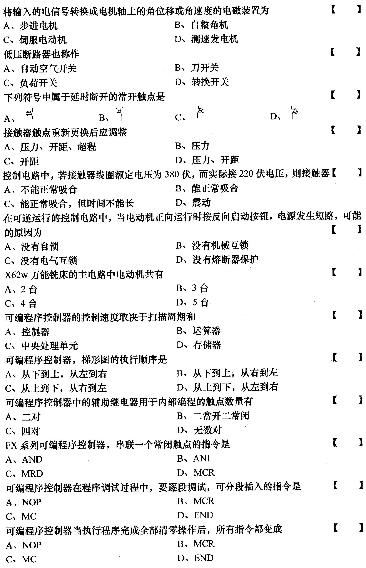 将输入的电信号转换成电机轴上的角位移或角速度的电磁装置为 【 】
A、步进电机 B、自整角机
C、伺服电动机 D、测速发电机
低压断路器也称作 【 】
A、自动空气开关 B、刀开关
C、负荷开关 D、转换开关
下列符号中属于延时断开的常开触点是 【 】
A、 B、 C、 D、
接触器触点重新更换后应调整 【 】
A、压力、开距、超程 B、压力
C、开距 D、压力、开距
控制电路中，若接触器线圈额定电压为380伏，而实际接220伏电压，则接触器【 】
A、不能正常吸合 B、能正常吸合
C、能正常吸合，但时间不能长 D、震动
在可逆运行的控制电路中，当电动机正向运行时按反向启动按钮，电源发生短路，可能
的原因为 【 】
A、没有自锁 B、没有机械互锁
C、没有电气互锁 D、没有熔断器保护
X62w万能铣床的主电路中电动机共有 【 】
A、2台 B、3台
C、4台 D、5台
可编程序控制器的控制速度取决于扫描周期和 【 】
A、控制器 B、运算器
C、中央处理单元 D、存储器
可编程序控制器，梯形图的执行顺序是 【 】
A、从下到上，从左到右 B、从下到上，从右到左
C、从上到下，从右到左 D、从上到下，从左到右
可编程序控制器中的辅助继电器用于内部编程的触点数量有 【 】
A、二对 B、二常开二常闭
C、四对 D、无数对
FX系列可编程序控制器，串联一个常闭触点的指令是 【 】
A、AND B、ANI
C、MRD D、MCR
可编程序控制器在程序调试过程中，要逐段调试，可分段插入的指令是 【 】
A、NOP B、MCR
C、MC D、END
可编程序控制器当执行程序完成全部清零操作后，所有指令都变成 【 】
A、NOP B、MCR
C、MC D、END